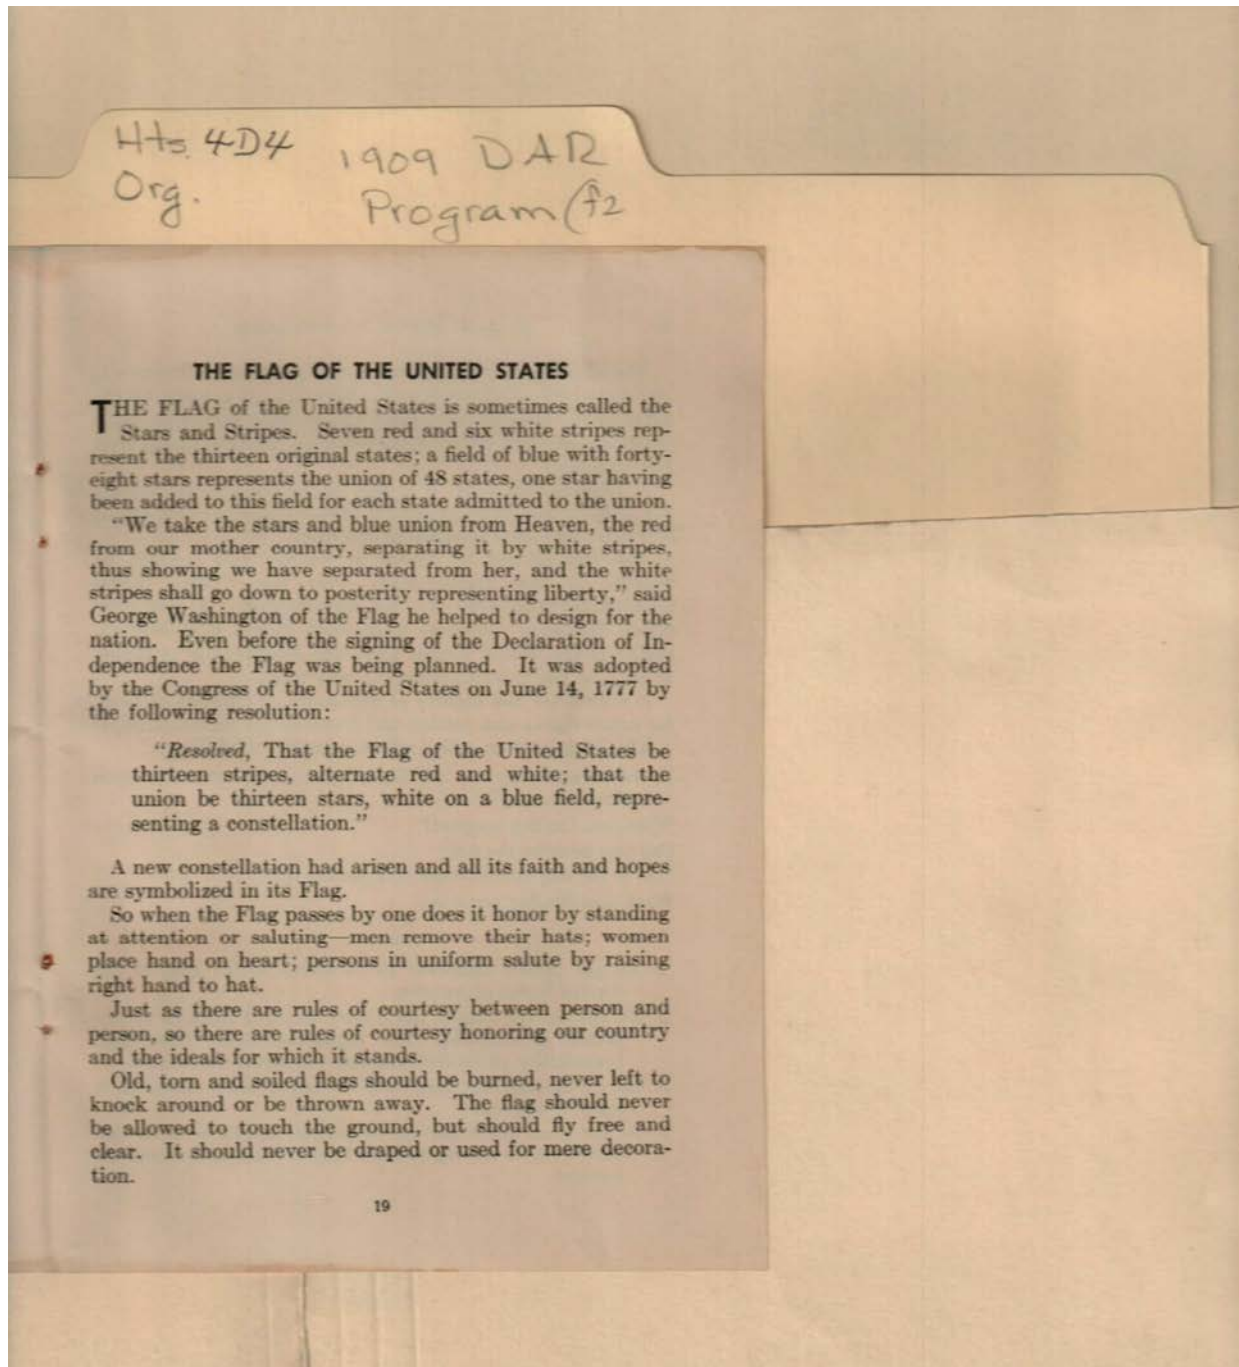 Hts. 4D4
Org.
1909 DAR
Program (f2
THE FLAG OF THE UNITED STATES
THE FLAG of the United States is sometimes called the
Stars and Stripes. Seven red and six white stripes rep-
resent the thirteen original states; a field of blue with forty-
eight stars represents the union of 48 states, one star having
been added to this field for each state admitted to the union.
"We take the stars and blue union from Heaven, the red
from our mother country, separating it by white stripes,
thus showing we have separated from her, and the white
stripes shall go down to posterity representing liberty," said
George Washington of the Flag he helped to design for the
nation. Even before the signing of the Declaration of In-
dependence the Flag was being planned. It was adopted
by the Congress of the United States on June 14, 1777 by
the following resolution:
"Resolved, That the Flag of the United States be
thirteen stripes, alternate red and white; that the
union be thirteen stars, white on a blue field, repre-
senting a constellation."
A new constellation had arisen and all its faith and hopes
are symbolized in its Flag.
So when the Flag passes by one does it honor by standing
at attention or saluting—men remove their hats; women
place hand on heart; persons in uniform salute by raising
right hand to hat.
Just as there are rules of courtesy between person and
person, so there are rules of courtesy honoring our country
and the ideals for which it stands.
Old, torn and soiled flags should be burned, never left to
knock around or be thrown away. The flag should never
be allowed to touch the ground, but should fly free and
clear. It should never be draped or used for mere decora-
tion.
19